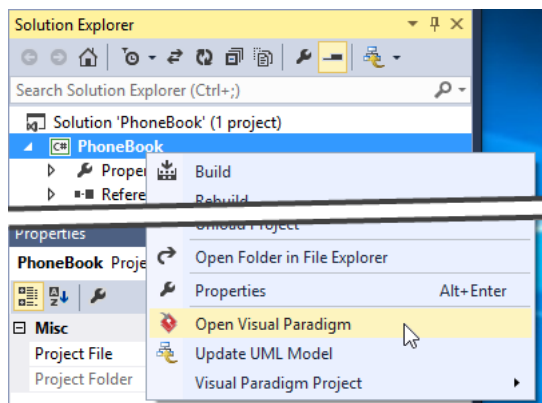 Solution Explorer
Search Solution Explorer (Ctrl+;)
Solution 'PhoneBook' (1 project)
C# PhoneBook
Proper
Refere
Build
Rebuild
Unload Project
Properties
Open Folder in File Explorer
PhoneBook Proje
Properties Alt+Enter
Open Visual Paradigm
Misc
Update UML Model
Project File
Visual Paradigm Project
Project Folder